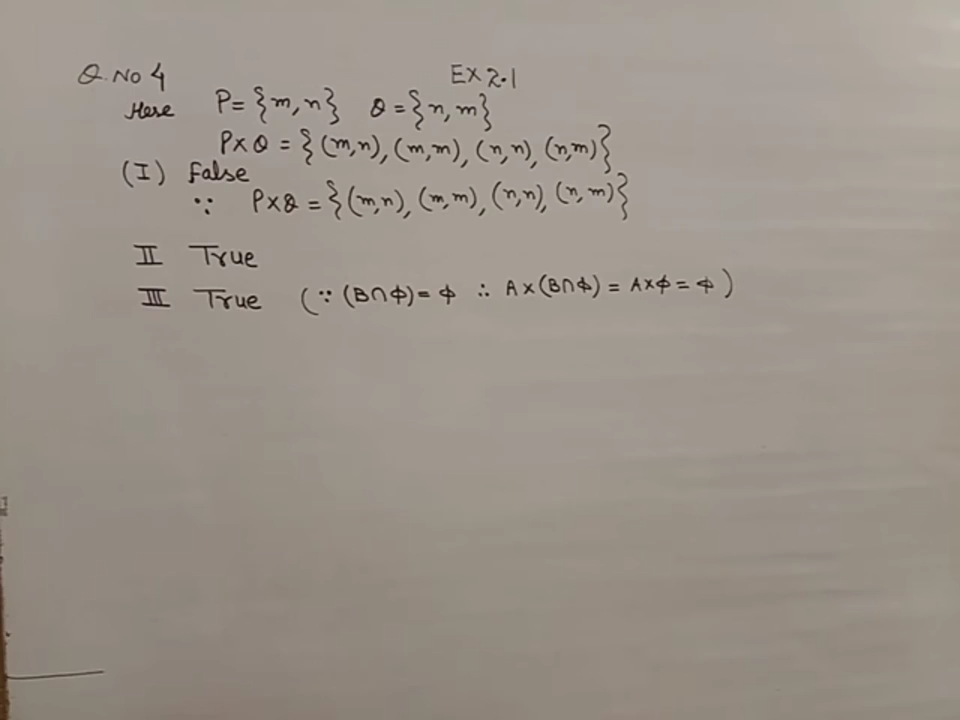 Q. No 4 EX 2.1
Here P = {m, n} Q = {n, m}
P×Q = {(m,n), (m,m), (n,n), (n,m)}
(I) False
∵ P×Q = {(m,n), (m,m), (n,n), (n,m)}
II True
III True (∵ (B∩ϕ) = ϕ ∴ A×(B∩ϕ) = A×ϕ = ϕ)